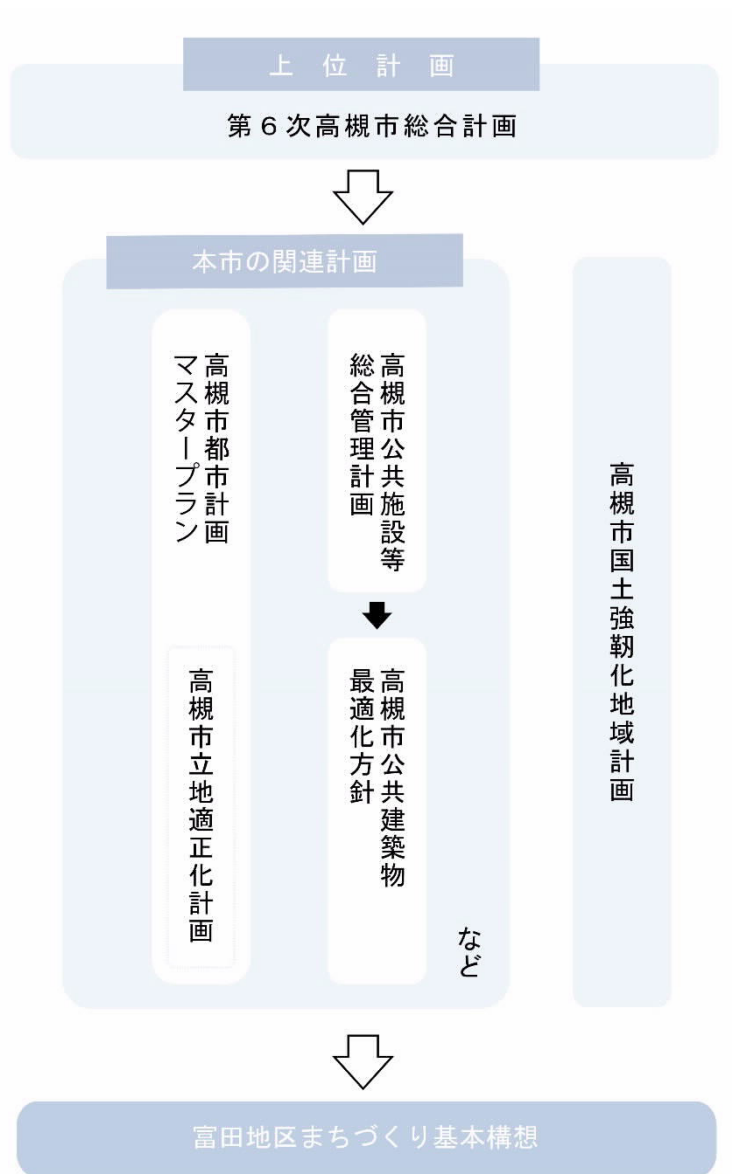 上位計画
第６次高槻市総合計画
本市の関連計画
高槻市都市計画
マスタープラン
高槻市立地適正化計画
高槻市公共施設等
総合管理計画
高槻市公共建築物
最適化方針
など
高槻市国土強靭化地域計画
富田地区まちづくり基本構想